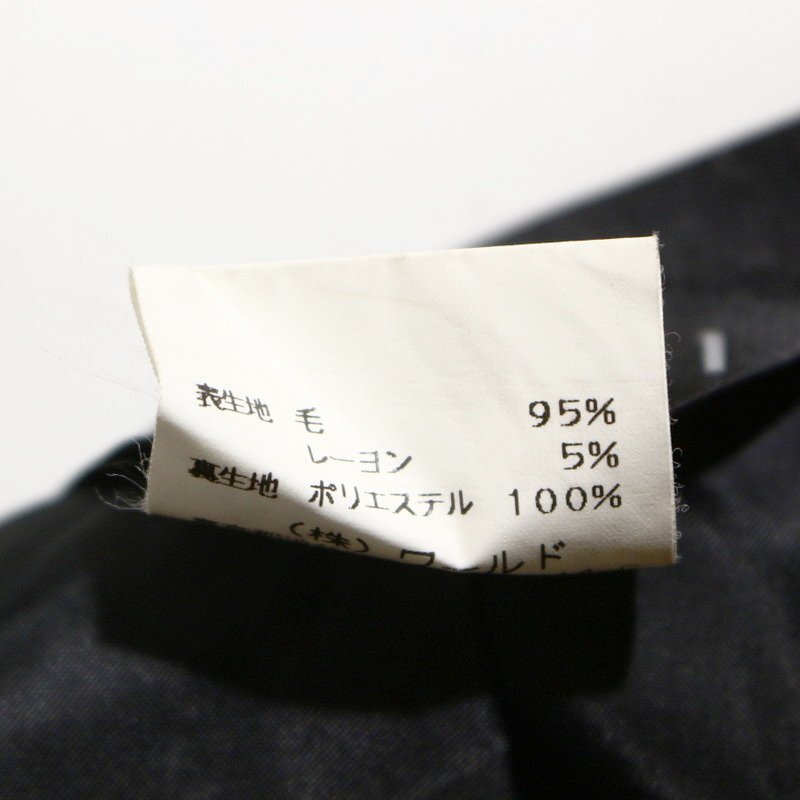 表生地 毛 95%
レーヨン 5%
裏生地 ポリエステル 100%
(株)ワールド